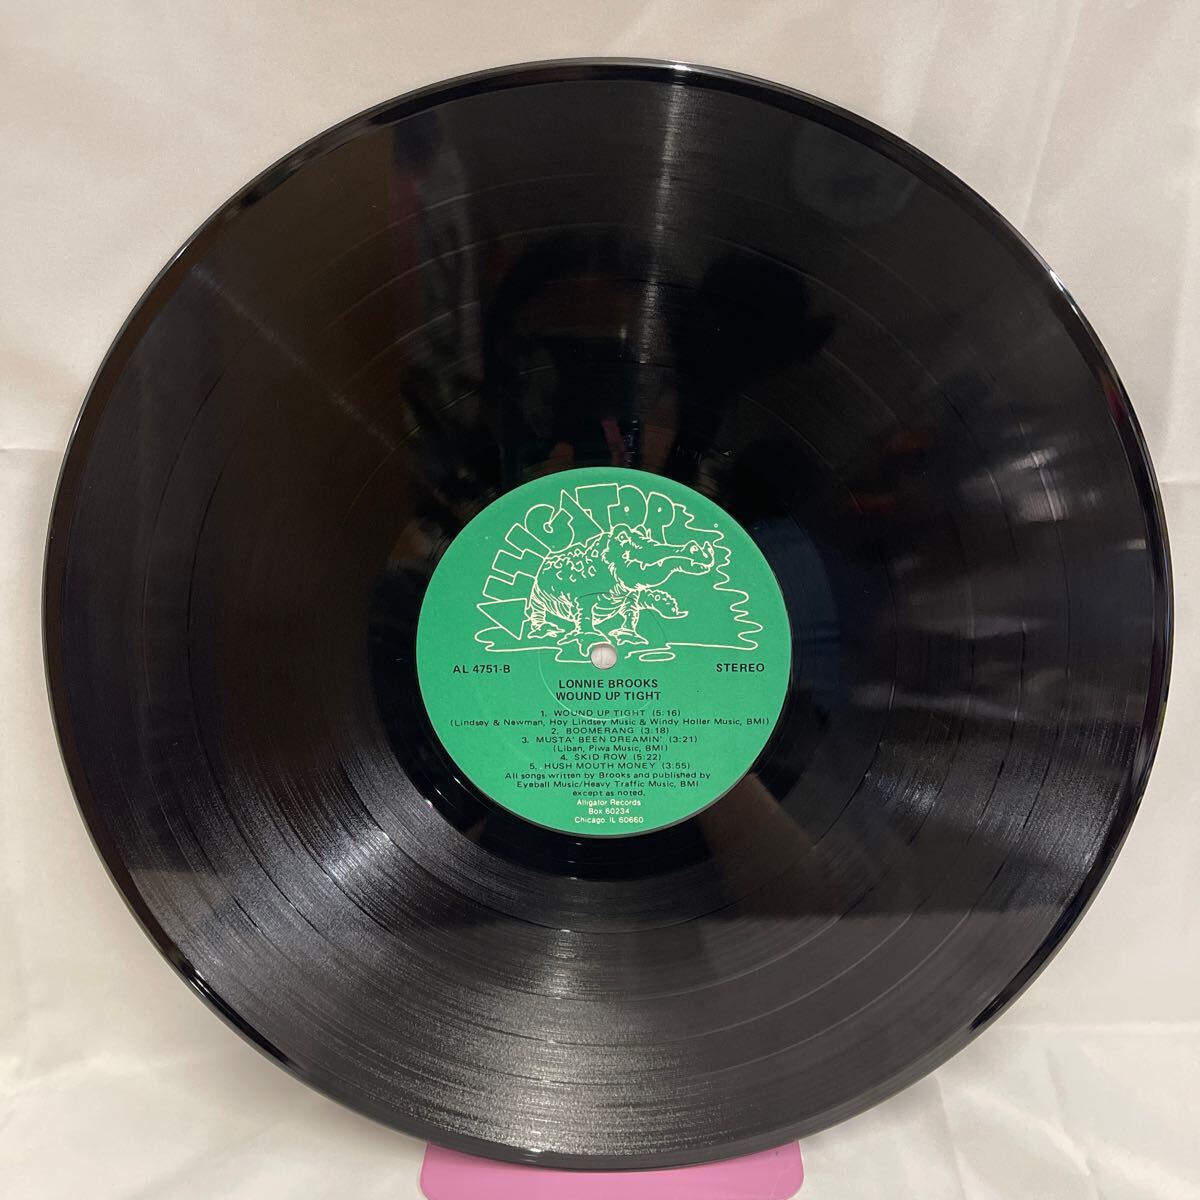 ALLIGATOR
AL 4751-B
STEREO
LONNIE BROOKS
WOUND UP TIGHT
1. WOUND UP TIGHT (5:16)
(Lindsey & Newman, Hoy Lindsey Music & Windy Holler Music, BMI)
2. BOOMERANG (3:18)
3. MUSTA' BEEN DREAMIN' (3:21)
(Liban, Piwa Music, BMI)
4. SKID ROW (5:22)
5. HUSH MOUTH MONEY (3:55)
All songs written by Brooks and published by
Eyeball Music/Heavy Traffic Music, BMI
except as noted.
Alligator Records
Box 60234
Chicago, IL 60660